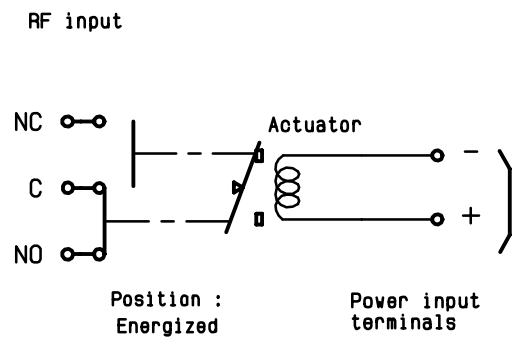 RF input
NC
Actuator
-
C
+
NO
Position :
Energized
Power input
terminals